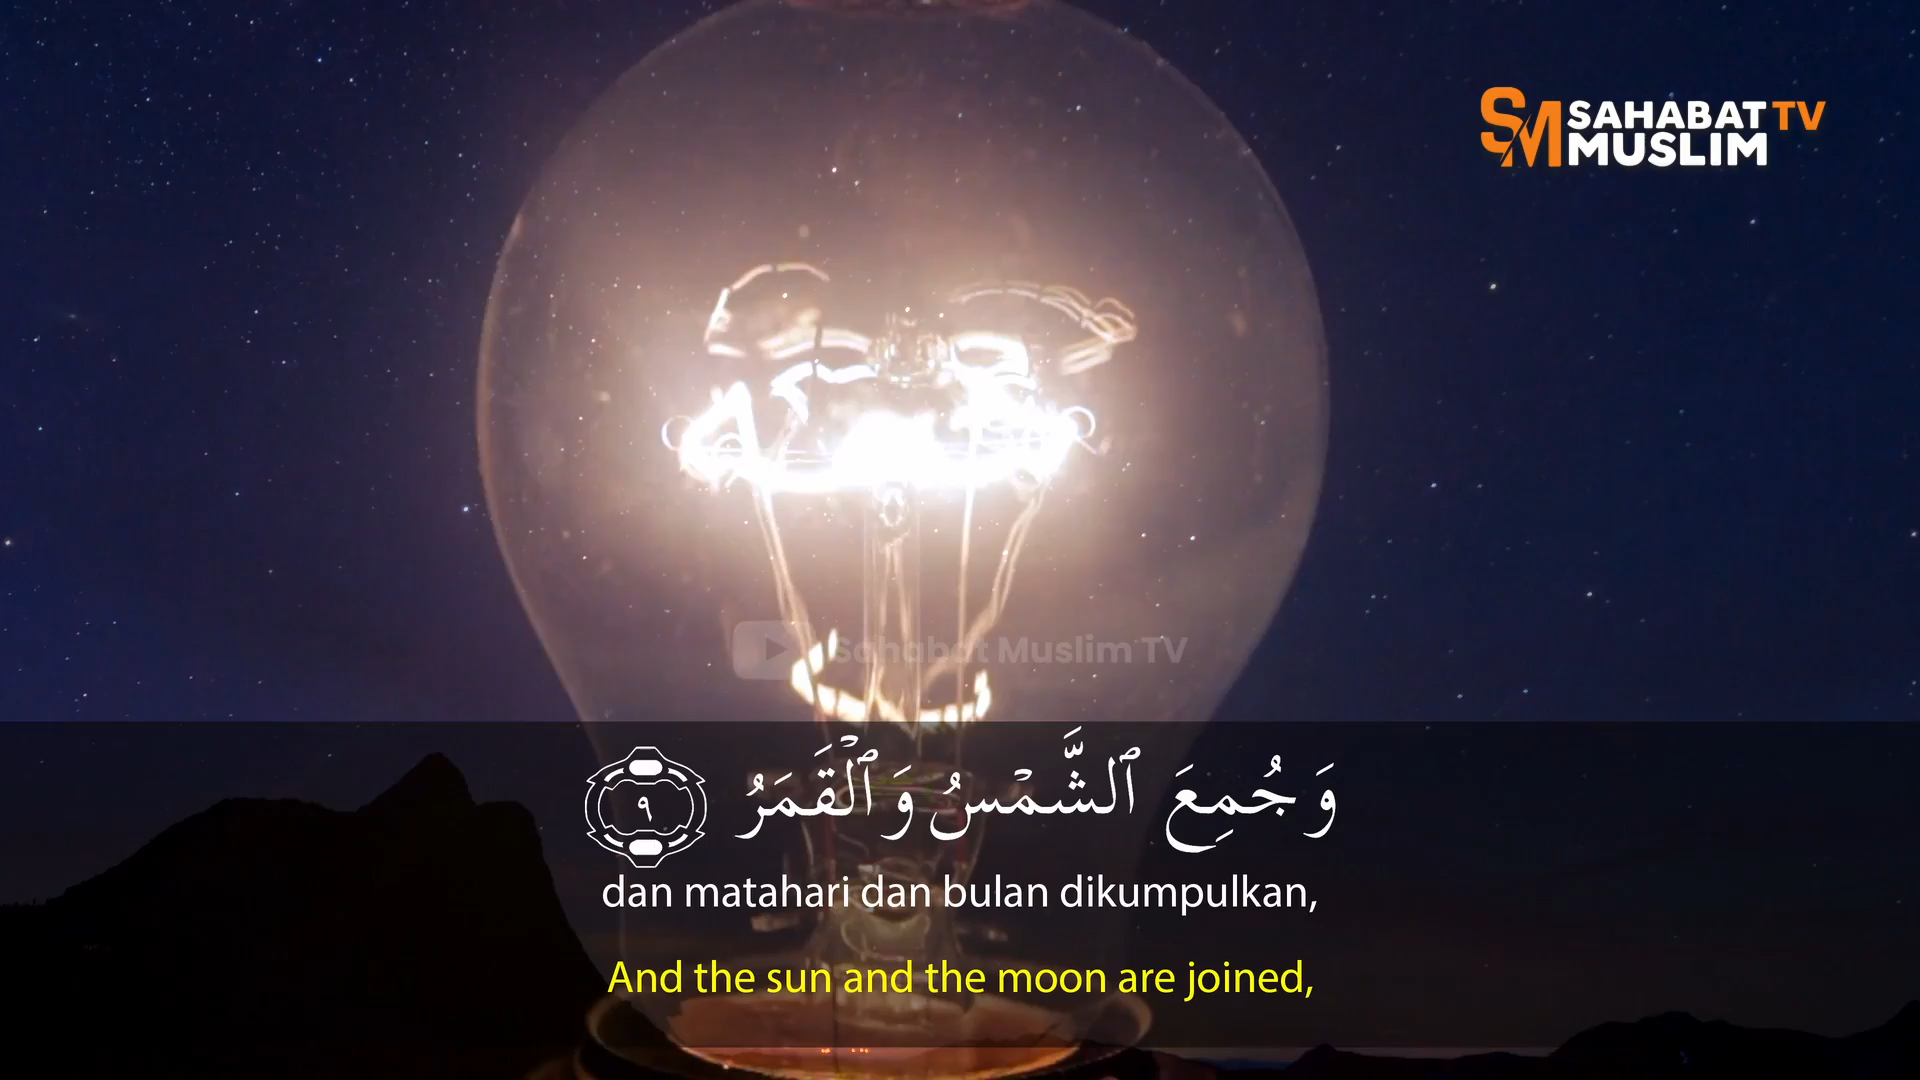 SM SAHABAT TV
MUSLIM
Sahabat Muslim TV
وَجُمِعَ ٱلشَّمْسُ وَٱلْقَمَرُ ٩
dan matahari dan bulan dikumpulkan,
And the sun and the moon are joined,